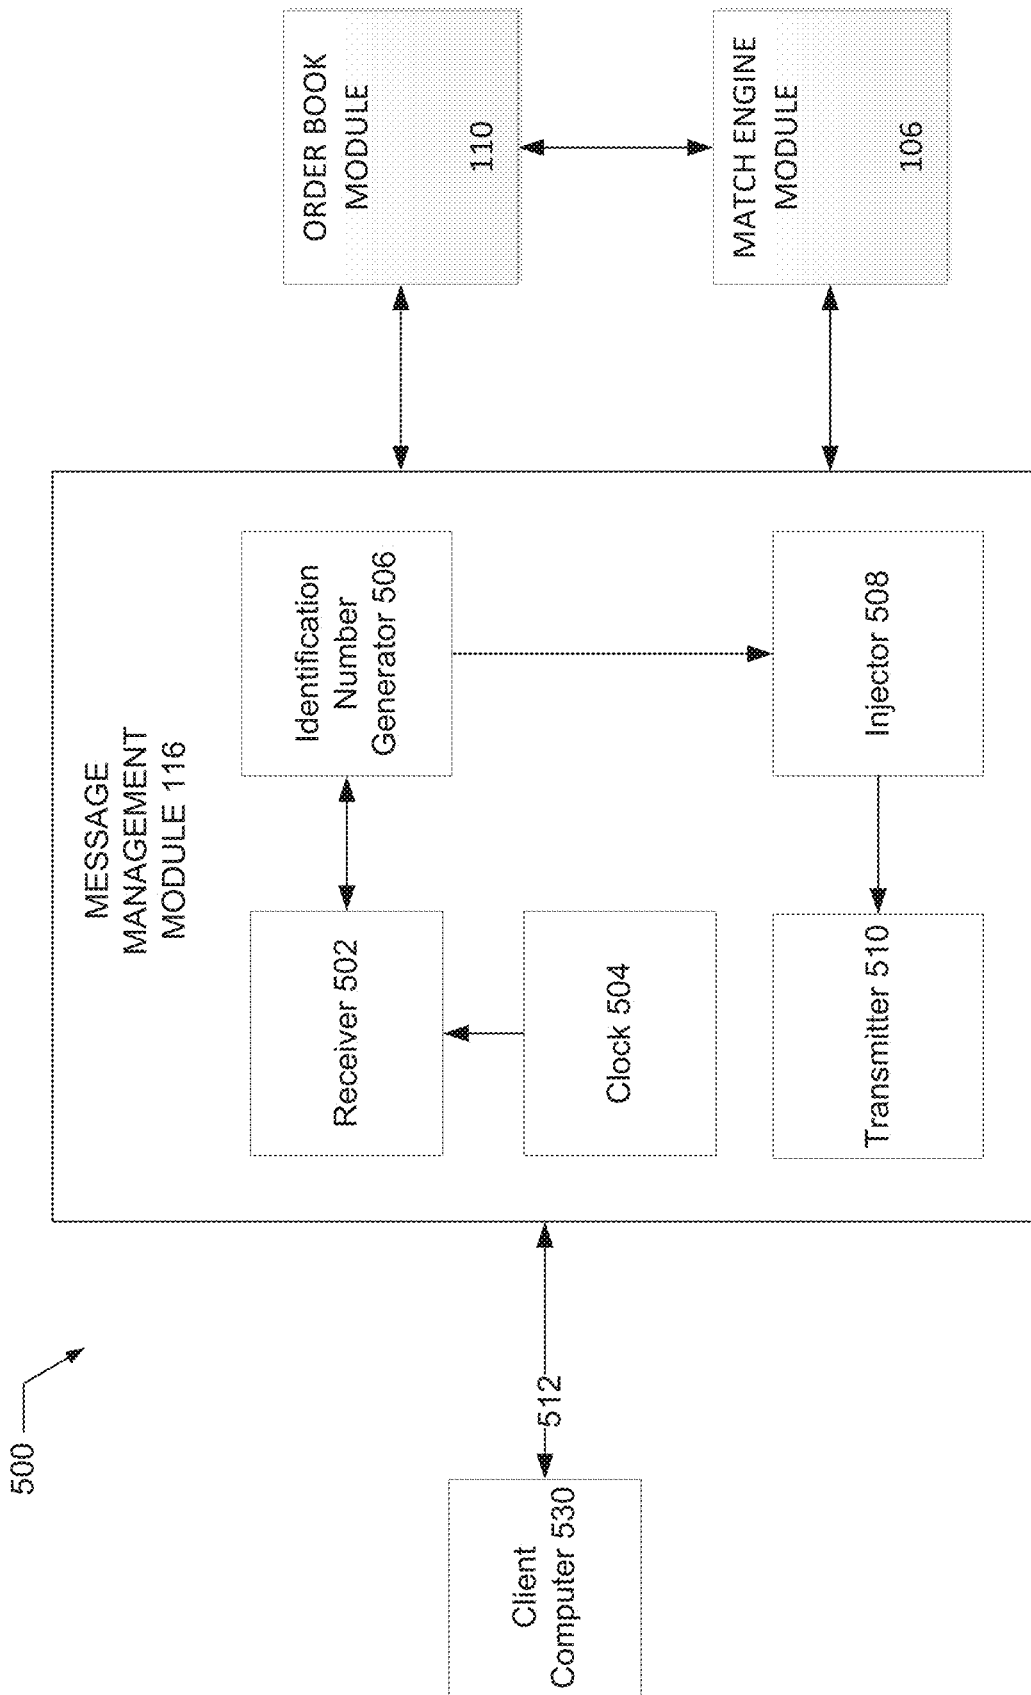 500
MESSAGE
MANAGEMENT
MODULE 116
Client
Computer 530
512
Receiver 502
Identification
Number
Generator 506
Clock 504
Transmitter 510
Injector 508
ORDER BOOK
MODULE
110
MATCH ENGINE
MODULE
106